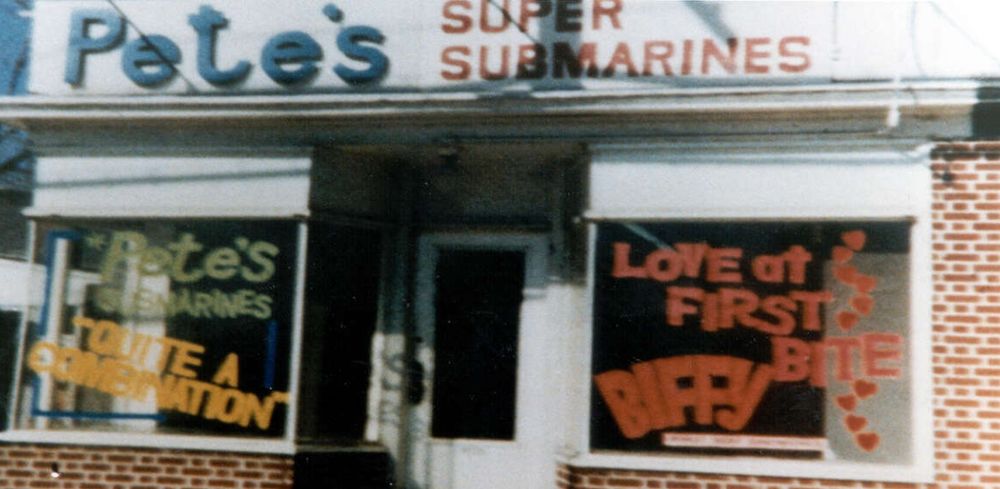 Pete's
SUPER
SUBMARINES
"Pete's
SUBMARINES
"QUITE A
COMBINATION"
LOVE at
FIRST
BITE
BIFFY